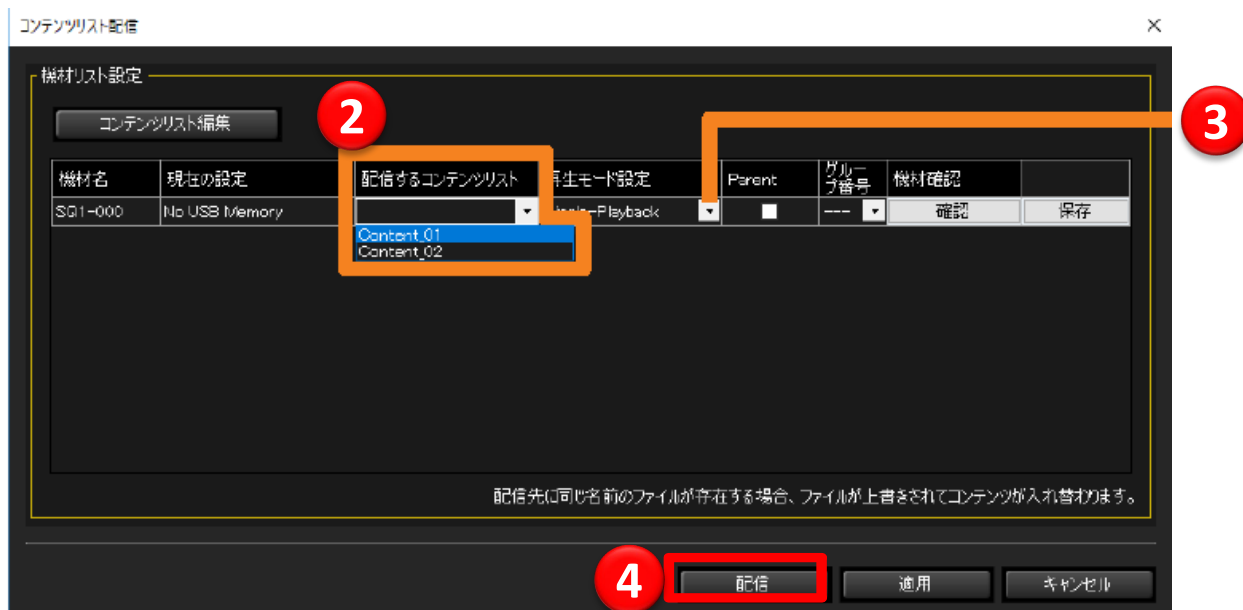 コンテンツリスト配信
機材リスト設定
コンテンツリスト編集
2
3
機材名 現在の設定 配信するコンテンツリスト 再生モード設定 Parent グループ番号 機材確認
SQ1-000 No USB Memory -Playback --- 確認 保存
Content_01
Content_02
配信先に同じ名前のファイルが存在する場合、ファイルが上書きされてコンテンツが入れ替わります。
4
配信 適用 キャンセル